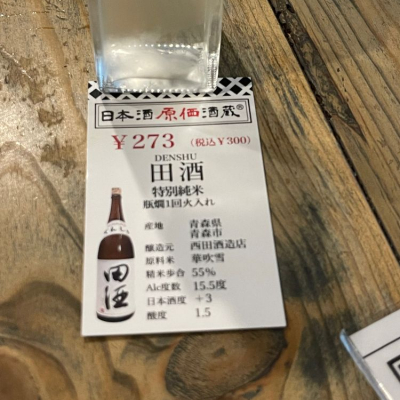 日本酒原価酒蔵®
¥273 (税込¥300)
DENSHU
田酒
特別純米
瓶燗1回火入れ
産地 青森県
青森市
醸造元 西田酒造店
原料米 華吹雪
精米歩合 55%
Alc度数 15.5度
日本酒度 +3
酸度 1.5
田酒